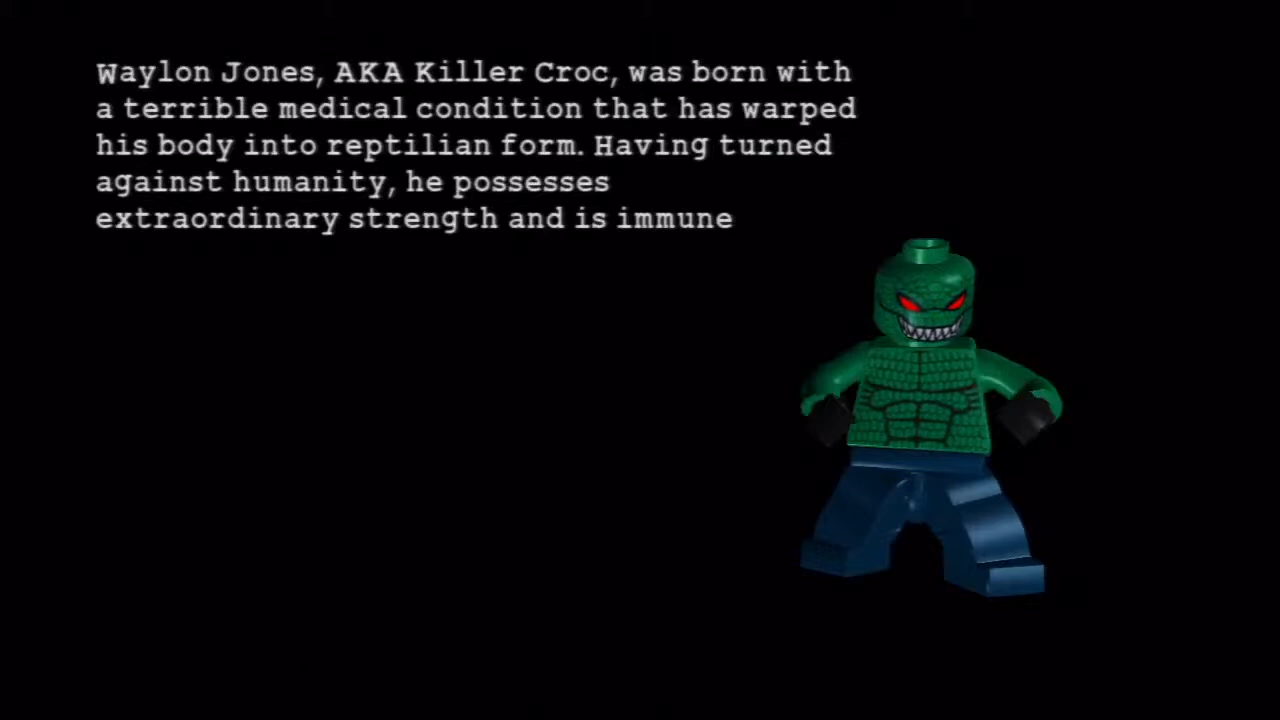 Waylon Jones, AKA Killer Croc, was born with
a terrible medical condition that has warped
his body into reptilian form. Having turned
against humanity, he possesses
extraordinary strength and is immune